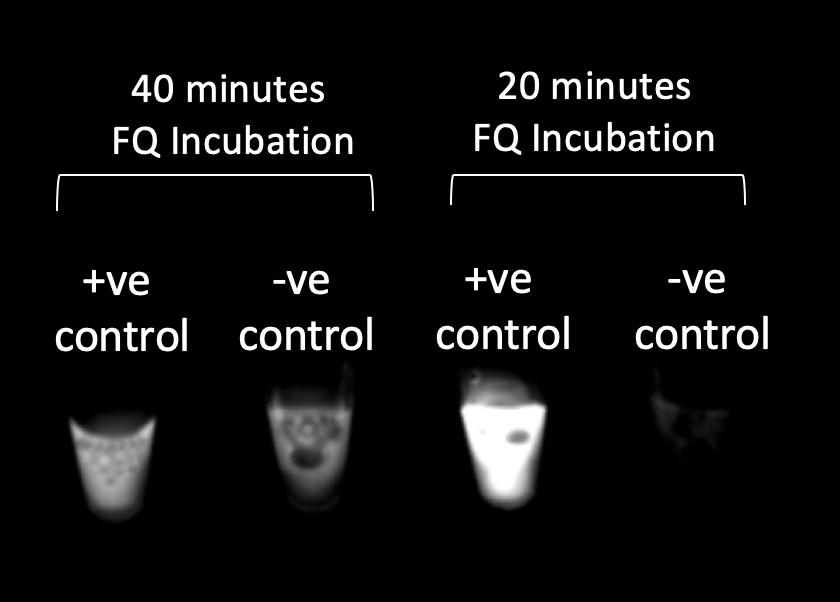 40 minutes
FQ Incubation
20 minutes
FQ Incubation
+ve
control
-ve
control
+ve
control
-ve
control